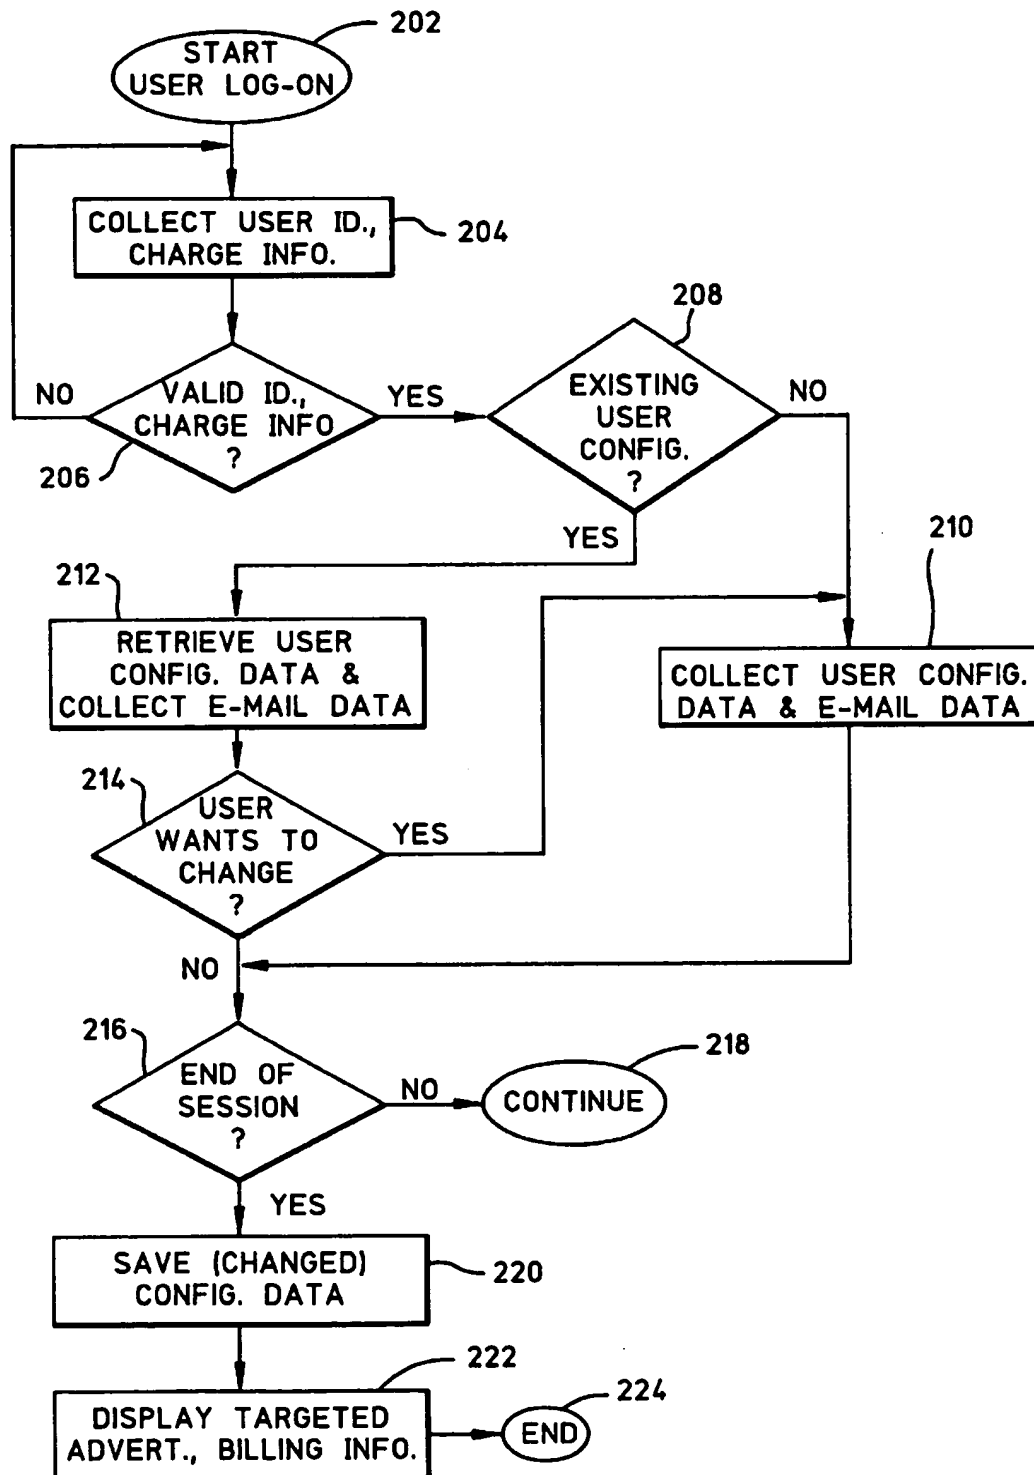 202
START
USER LOG-ON
COLLECT USER ID.,
CHARGE INFO.
204
208
NO
VALID ID.,
CHARGE INFO
?
YES
206
EXISTING
USER
CONFIG.
?
NO
YES
210
212
RETRIEVE USER
CONFIG. DATA &
COLLECT E-MAIL DATA
COLLECT USER CONFIG.
DATA & E-MAIL DATA
214
USER
WANTS TO
CHANGE
?
YES
NO
216
END OF
SESSION
?
NO
218
CONTINUE
YES
SAVE (CHANGED)
CONFIG. DATA
220
222
DISPLAY TARGETED
ADVERT., BILLING INFO.
224
END